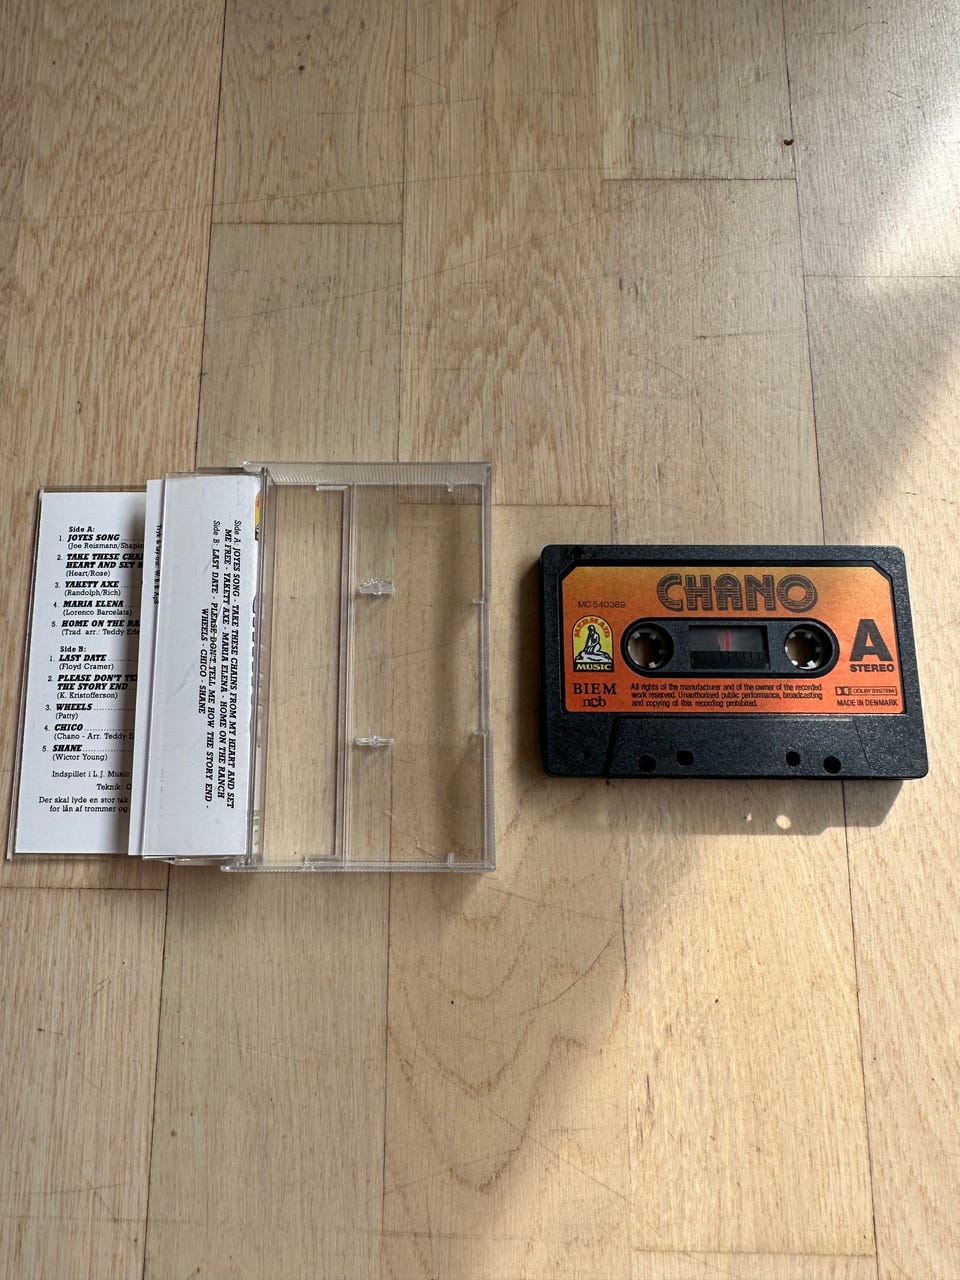 Side A:
1. JOYES SONG
(Joe Reismann/Shapir
2. TAKE THESE CHA
HEART AND SET M
(Heart/Rose)
3. YAKETY AXE
(Randolph/Rich)
4. MARIA ELENA
(Lorenco Barcelata)
5. HOME ON THE RA
(Trad. arr.: Teddy Ede
Side B:
1. LAST DATE
(Floyd Cramer)
2. PLEASE DON'T TE
THE STORY END
(K. Kristofferson)
3. WHEELS
(Patty)
4. CHICO
(Chano - Arr. Teddy E
5. SHANE
(Wictor Young)
Indspillet i L.J. Music
Teknik:
Der skal lyde en stor tak
for lån af trommer og
Side A: JOYES SONG - TAKE THESE CHAINS FROM MY HEART AND SET
ME FREE - YAKETY AXE - MARIA ELENA - HOME ON THE RANCH
Side B: LAST DATE - PLEASE DON'T TELL ME HOW THE STORY END -
WHEELS - CHICO - SHANE
CHANO
MC 540389
MERMAID
MUSIC
A
STEREO
BIEM
ncb
All rights of the manufacturer and of the owner of the recorded
work reserved. Unauthorised public performance, broadcasting
and copying of this recording prohibited.
DOLBY SYSTEM
MADE IN DENMARK